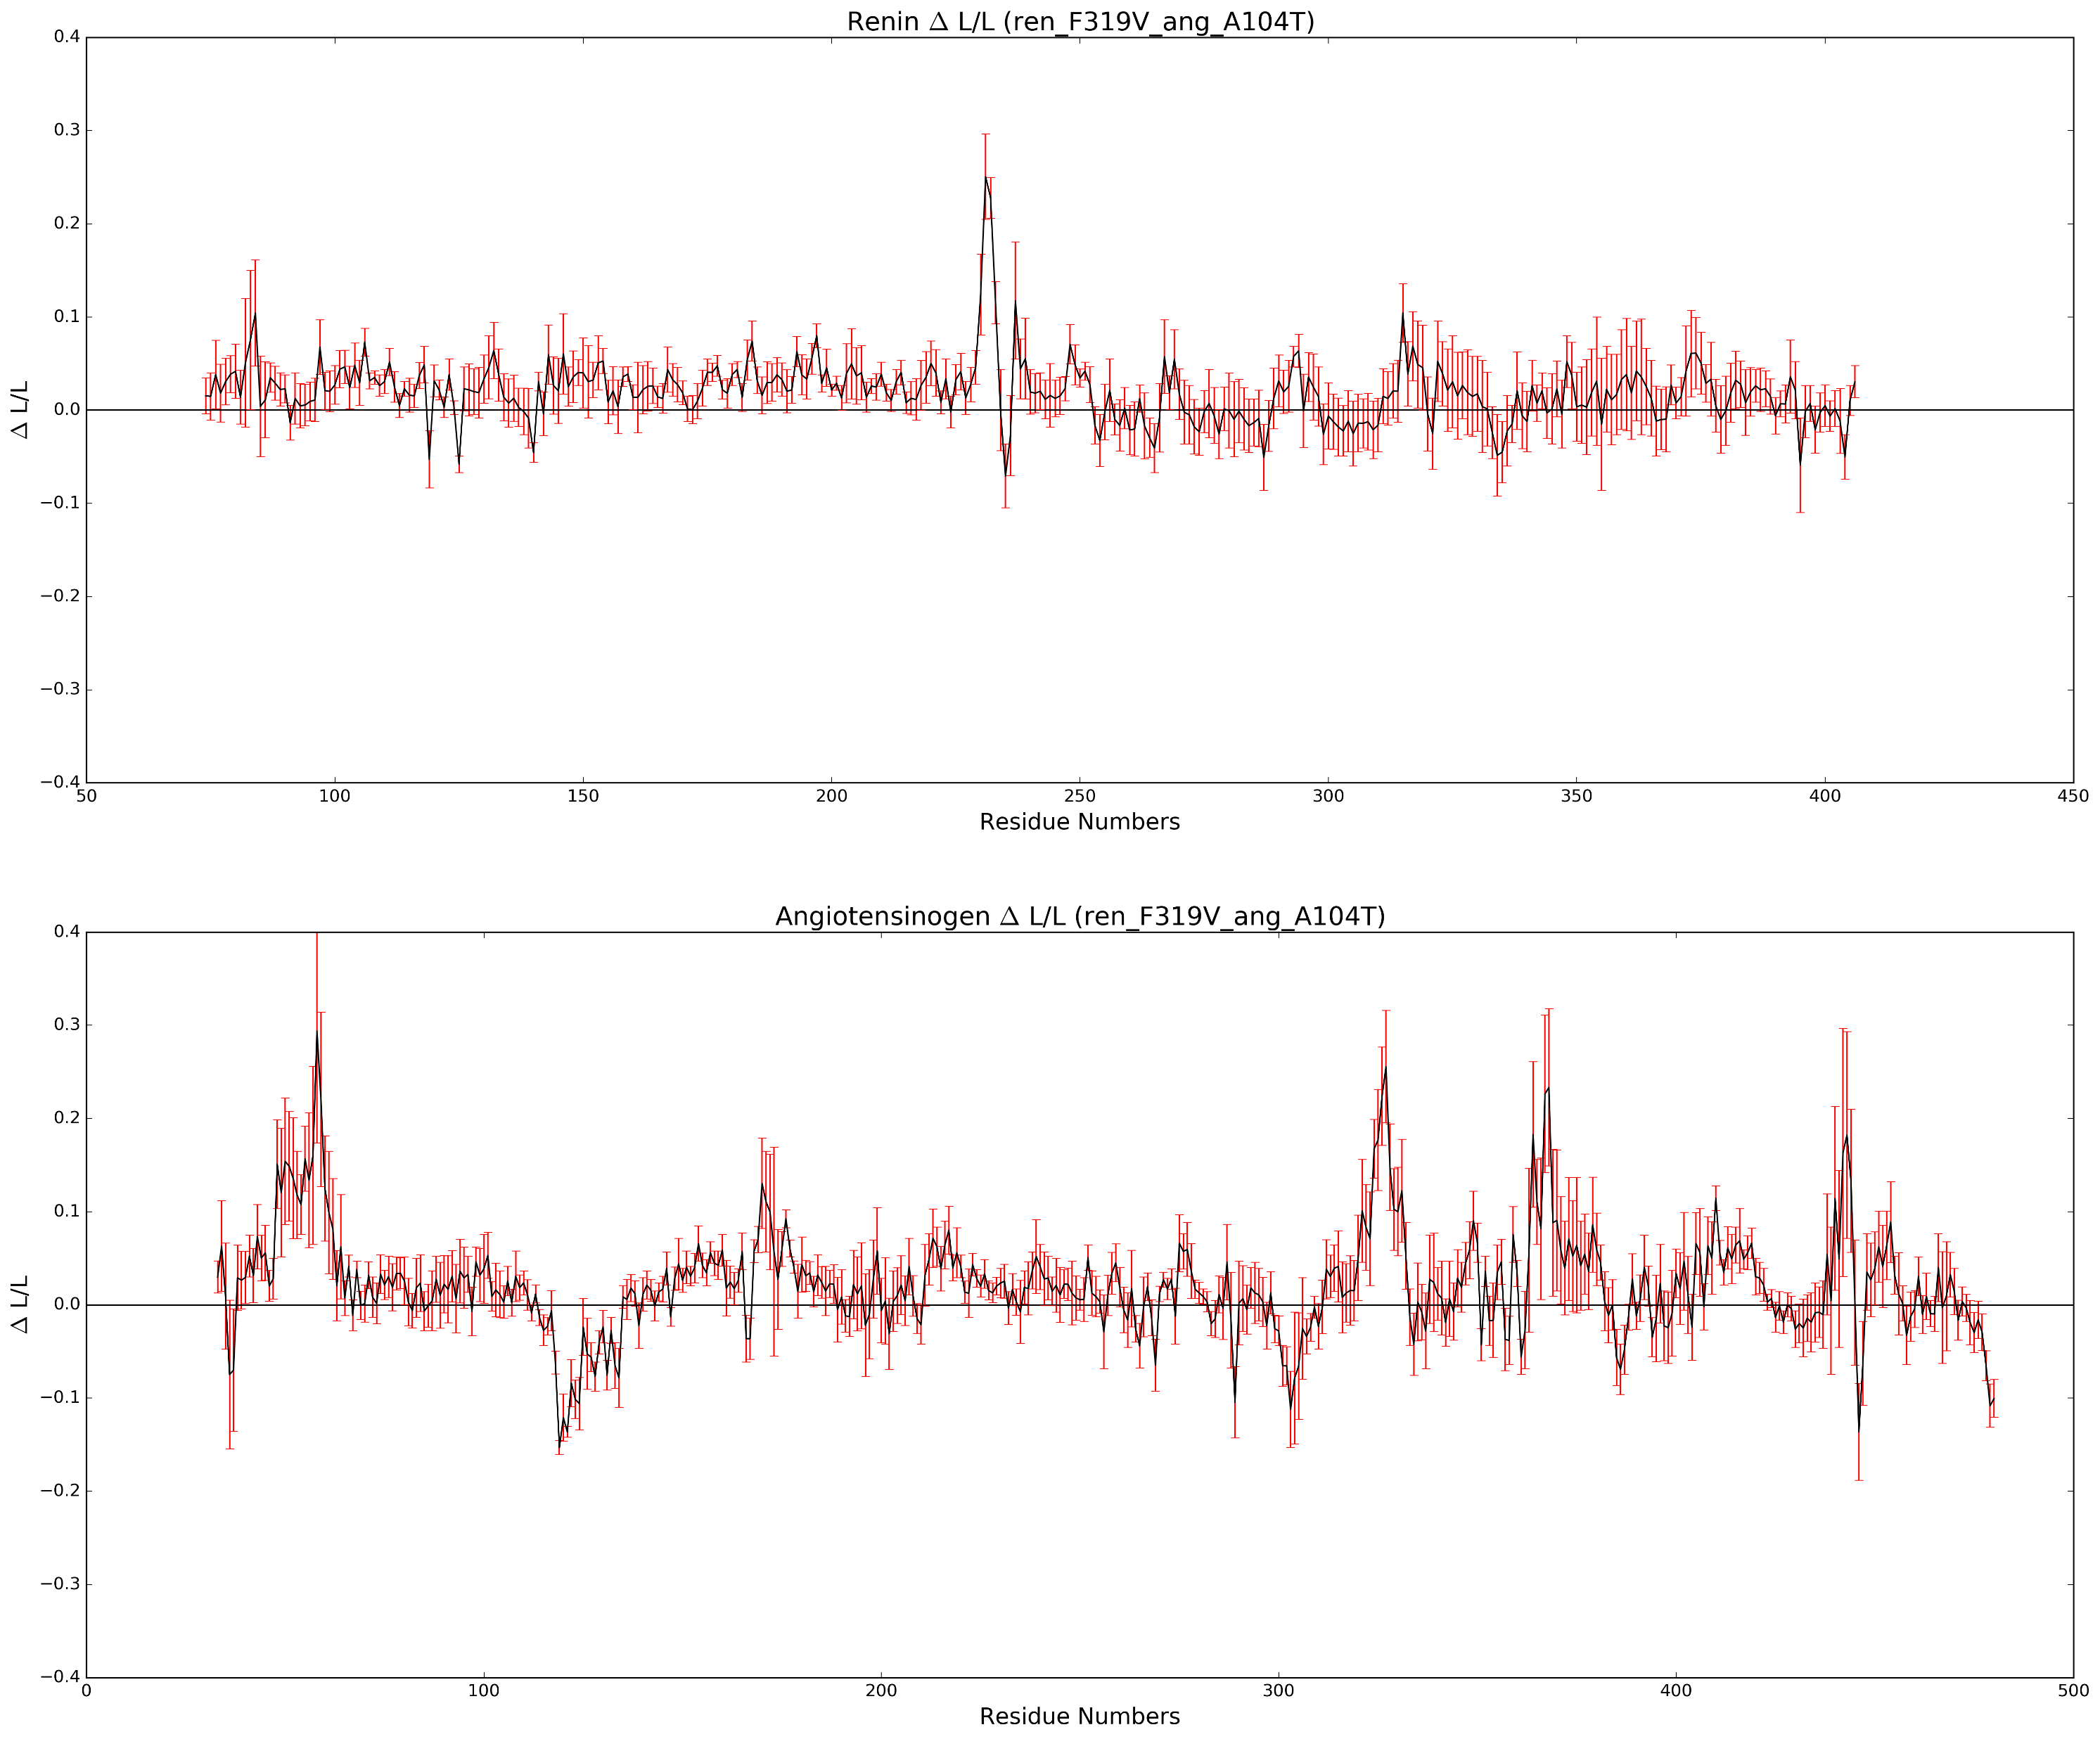 Renin Δ L/L (ren_F319V_ang_A104T)
Δ L/L
0.4
0.3
0.2
0.1
0.0
−0.1
−0.2
−0.3
−0.4
50 100 150 200 250 300 350 400 450
Residue Numbers
Angiotensinogen Δ L/L (ren_F319V_ang_A104T)
Δ L/L
0.4
0.3
0.2
0.1
0.0
−0.1
−0.2
−0.3
−0.4
0 100 200 300 400 500
Residue Numbers